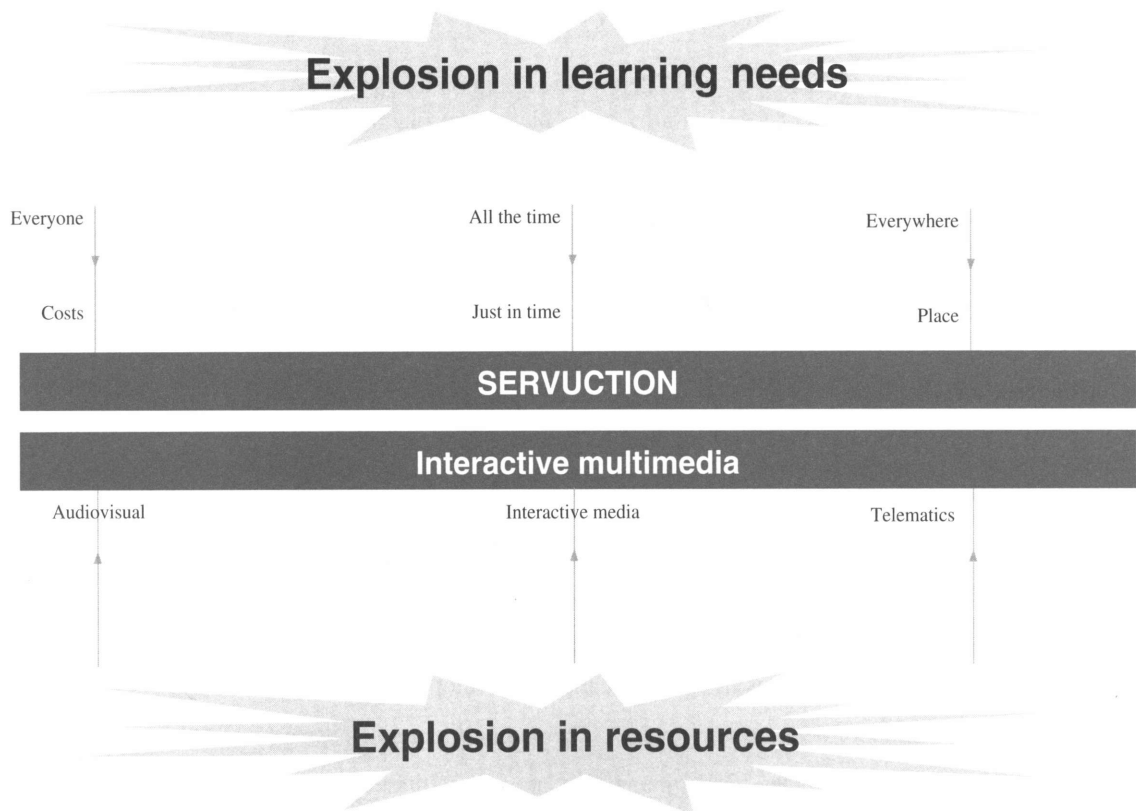 Explosion in learning needs
Everyone
All the time
Everywhere
Costs
Just in time
Place
SERVUCTION
Interactive multimedia
Audiovisual
Interactive media
Telematics
Explosion in resources